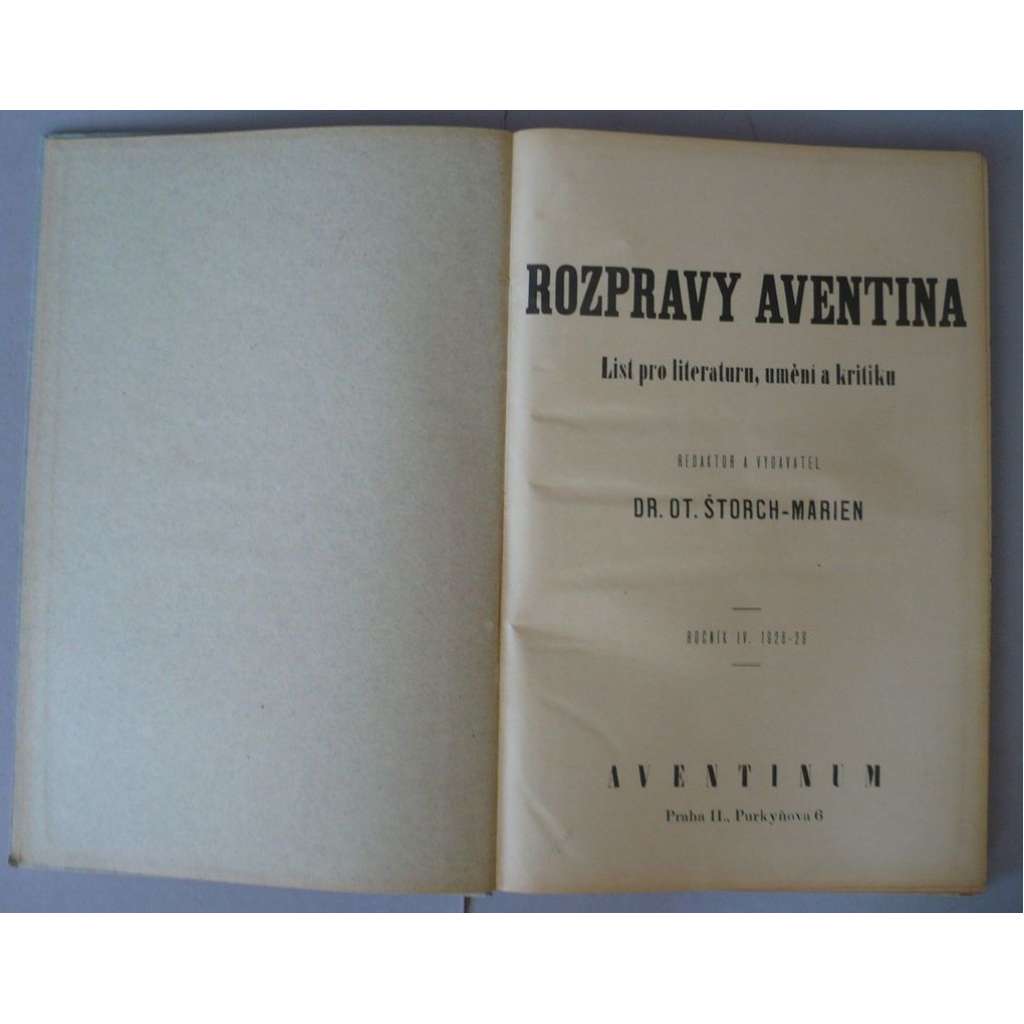 ROZPRAVY AVENTINA
List pro literaturu, umění a kritiku
REDAKTOR A VYDAVATEL
DR. OT. ŠTORCH-MARIEN
ROČNÍK IV. 1928-29
AVENTINUM
Praha II., Purkyňova 6